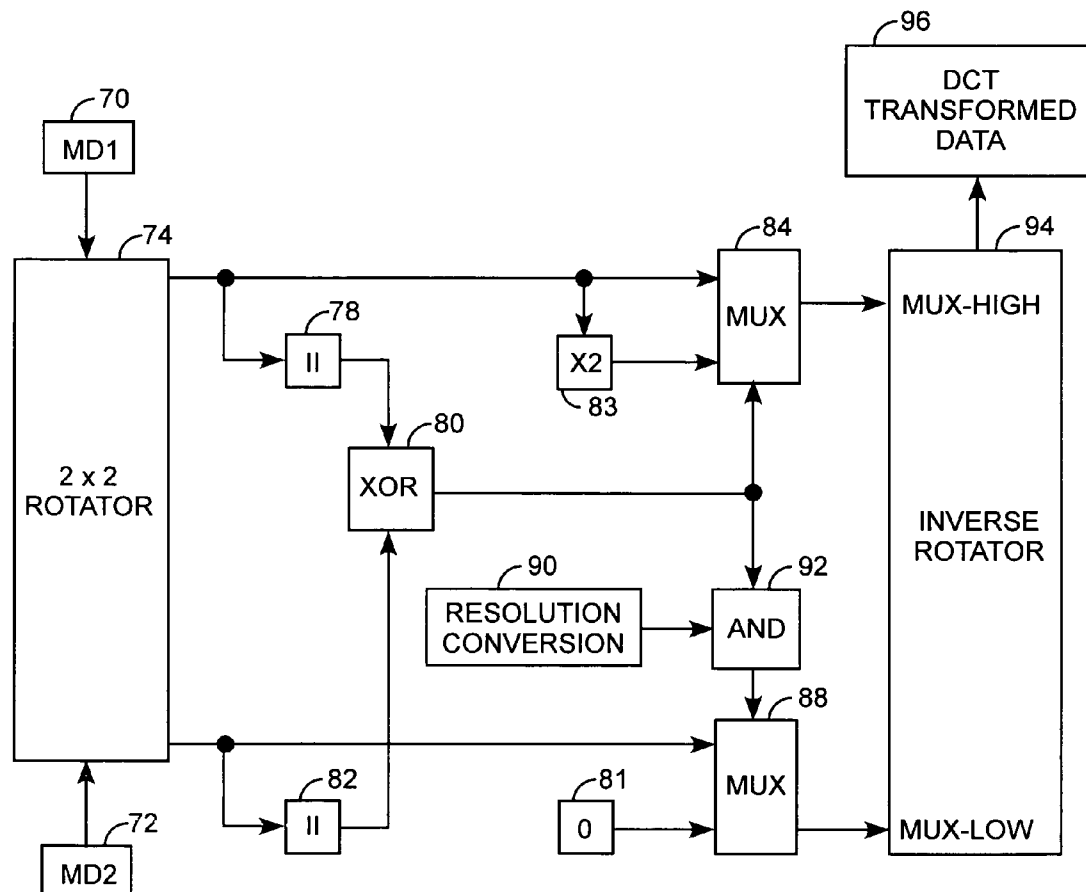 96
DCT
TRANSFORMED
DATA
70
MD1
74
84
94
MUX
MUX-HIGH
78
II
X2
83
80
XOR
2 x 2
ROTATOR
INVERSE
ROTATOR
90
RESOLUTION
CONVERSION
92
AND
88
MUX
82
II
81
0
MUX-LOW
72
MD2